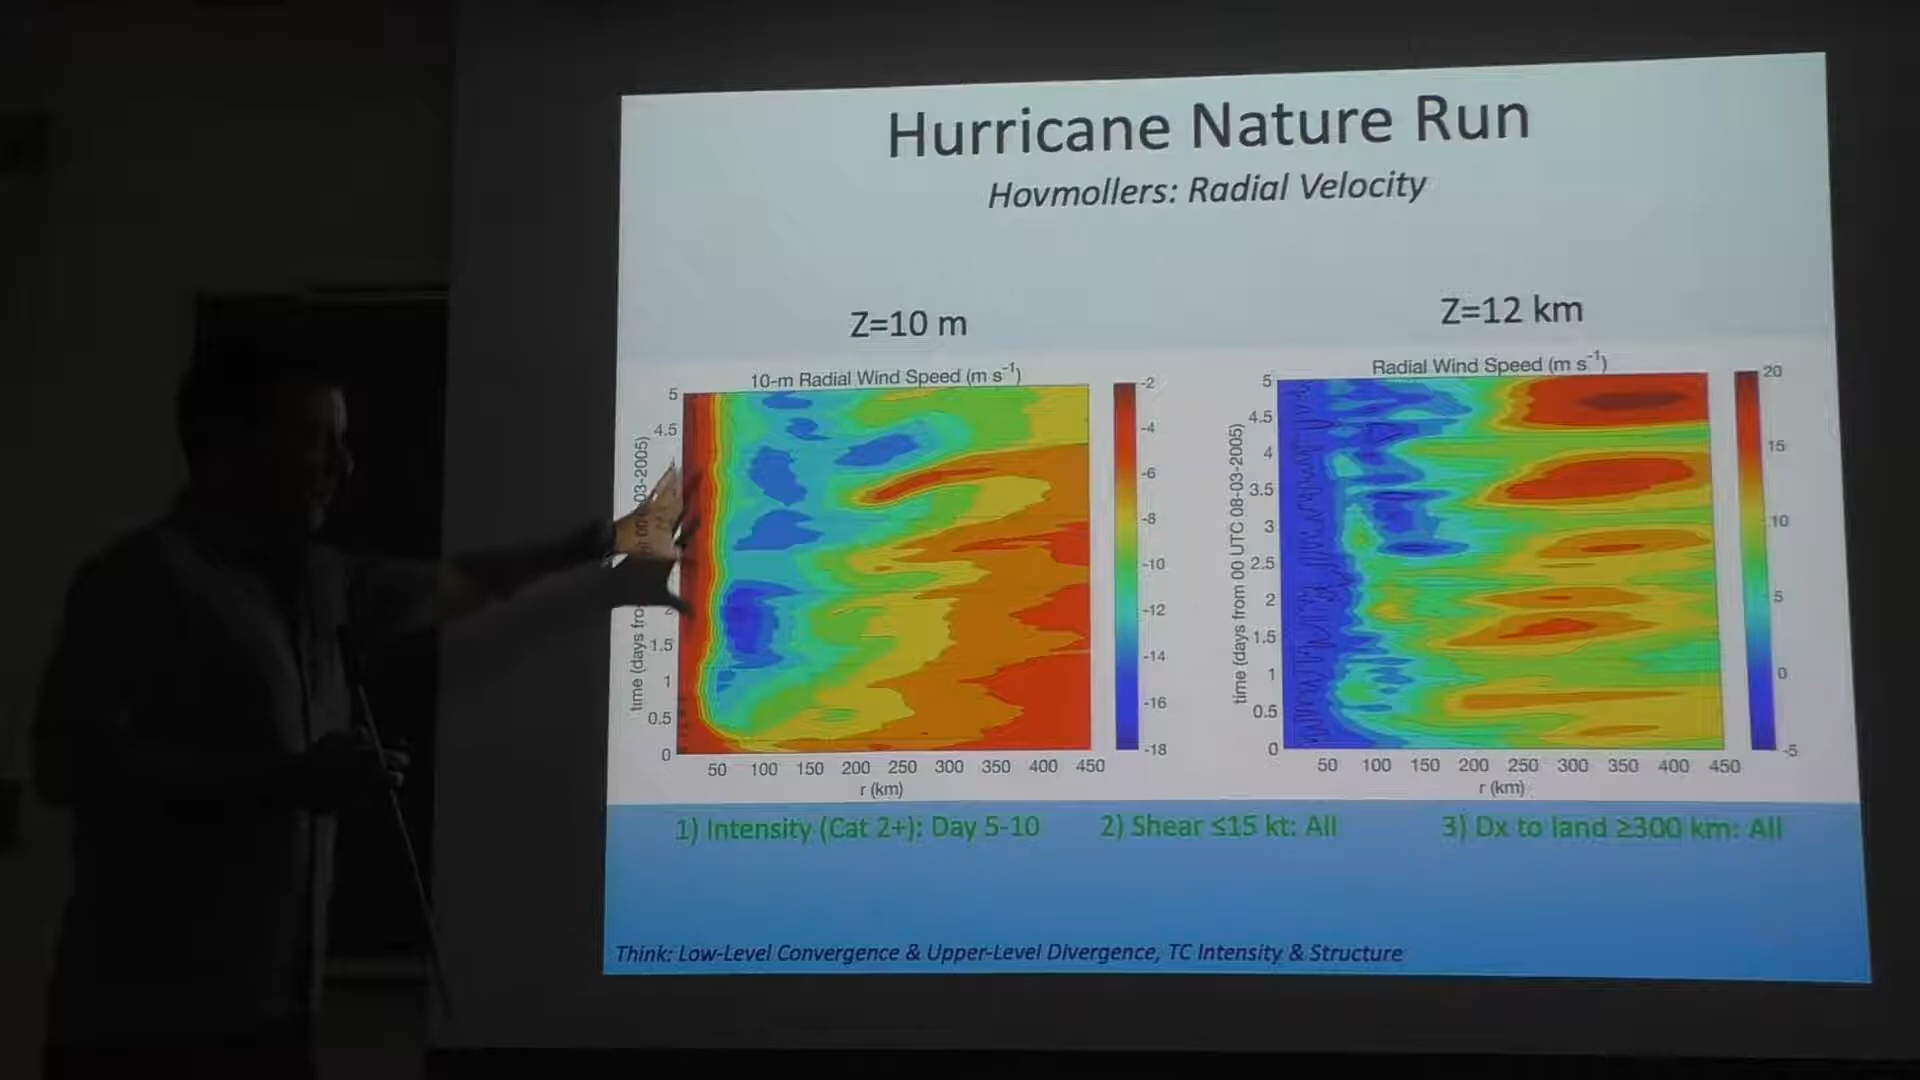 Hurricane Nature Run
Hovmollers: Radial Velocity
Z=10 m
Z=12 km
10-m Radial Wind Speed (m s⁻¹)
5
4.5
2
1.5
1
0.5
0
time (days fro
03-2005)
50 100 150 200 250 300 350 400 450
r (km)
-2
-4
-6
-8
-10
-12
-14
-16
-18
Radial Wind Speed (m s⁻¹)
5
4.5
4
3.5
3
2.5
2
1.5
1
0.5
0
time (days from 00 UTC 08-03-2005)
50 100 150 200 250 300 350 400 450
r (km)
20
15
10
5
0
-5
1) Intensity (Cat 2+): Day 5-10 2) Shear ≤15 kt: All 3) Dx to land ≥300 km: All
Think: Low-Level Convergence & Upper-Level Divergence, TC Intensity & Structure